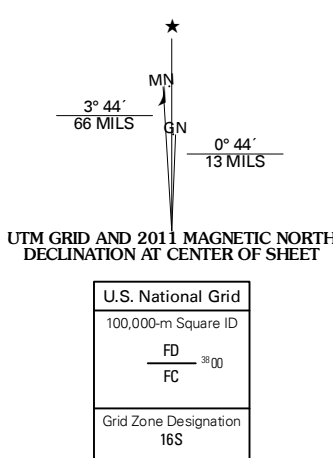 ★
MN
3° 44´
66 MILS
GN
0° 44´
13 MILS
UTM GRID AND 2011 MAGNETIC NORTH
DECLINATION AT CENTER OF SHEET
U.S. National Grid
100,000-m Square ID
FD
3800
FC
Grid Zone Designation
16S